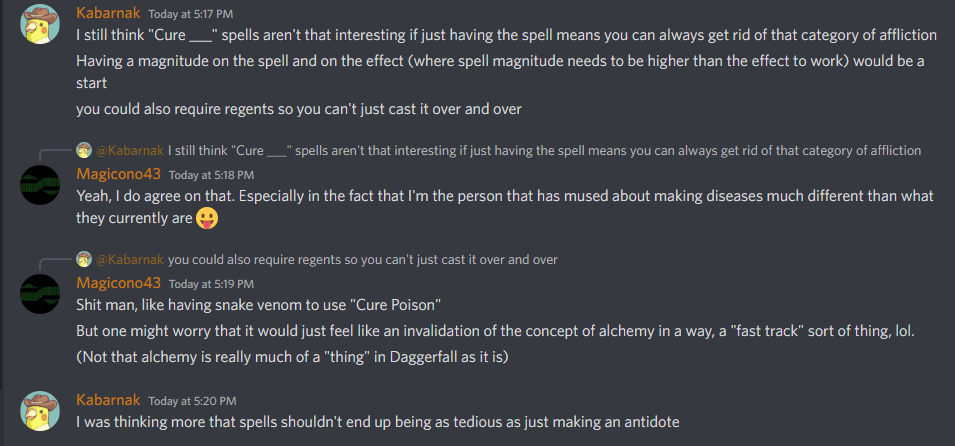 Kabarnak Today at 5:17 PM
I still think "Cure ___" spells aren't that interesting if just having the spell means you can always get rid of that category of affliction
Having a magnitude on the spell and on the effect (where spell magnitude needs to be higher than the effect to work) would be a
start
you could also require regents so you can't just cast it over and over
@Kabarnak I still think "Cure ___" spells aren't that interesting if just having the spell means you can always get rid of that category of affliction
Magicono43 Today at 5:18 PM
Yeah, I do agree on that. Especially in the fact that I'm the person that has mused about making diseases much different than what
they currently are 😛
@Kabarnak you could also require regents so you can't just cast it over and over
Magicono43 Today at 5:19 PM
Shit man, like having snake venom to use "Cure Poison"
But one might worry that it would just feel like an invalidation of the concept of alchemy in a way, a "fast track" sort of thing, lol.
(Not that alchemy is really much of a "thing" in Daggerfall as it is)
Kabarnak Today at 5:20 PM
I was thinking more that spells shouldn't end up being as tedious as just making an antidote